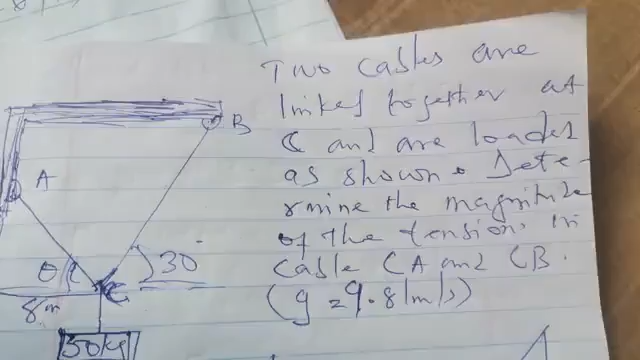 Two cables are
linked together at
C and are loaded
as shown. Dete-
rmine the magnitude
of the tension in
cable CA and CB.
(g = 9.81m/s)
B
A
θ
30°
C
8m
50kg